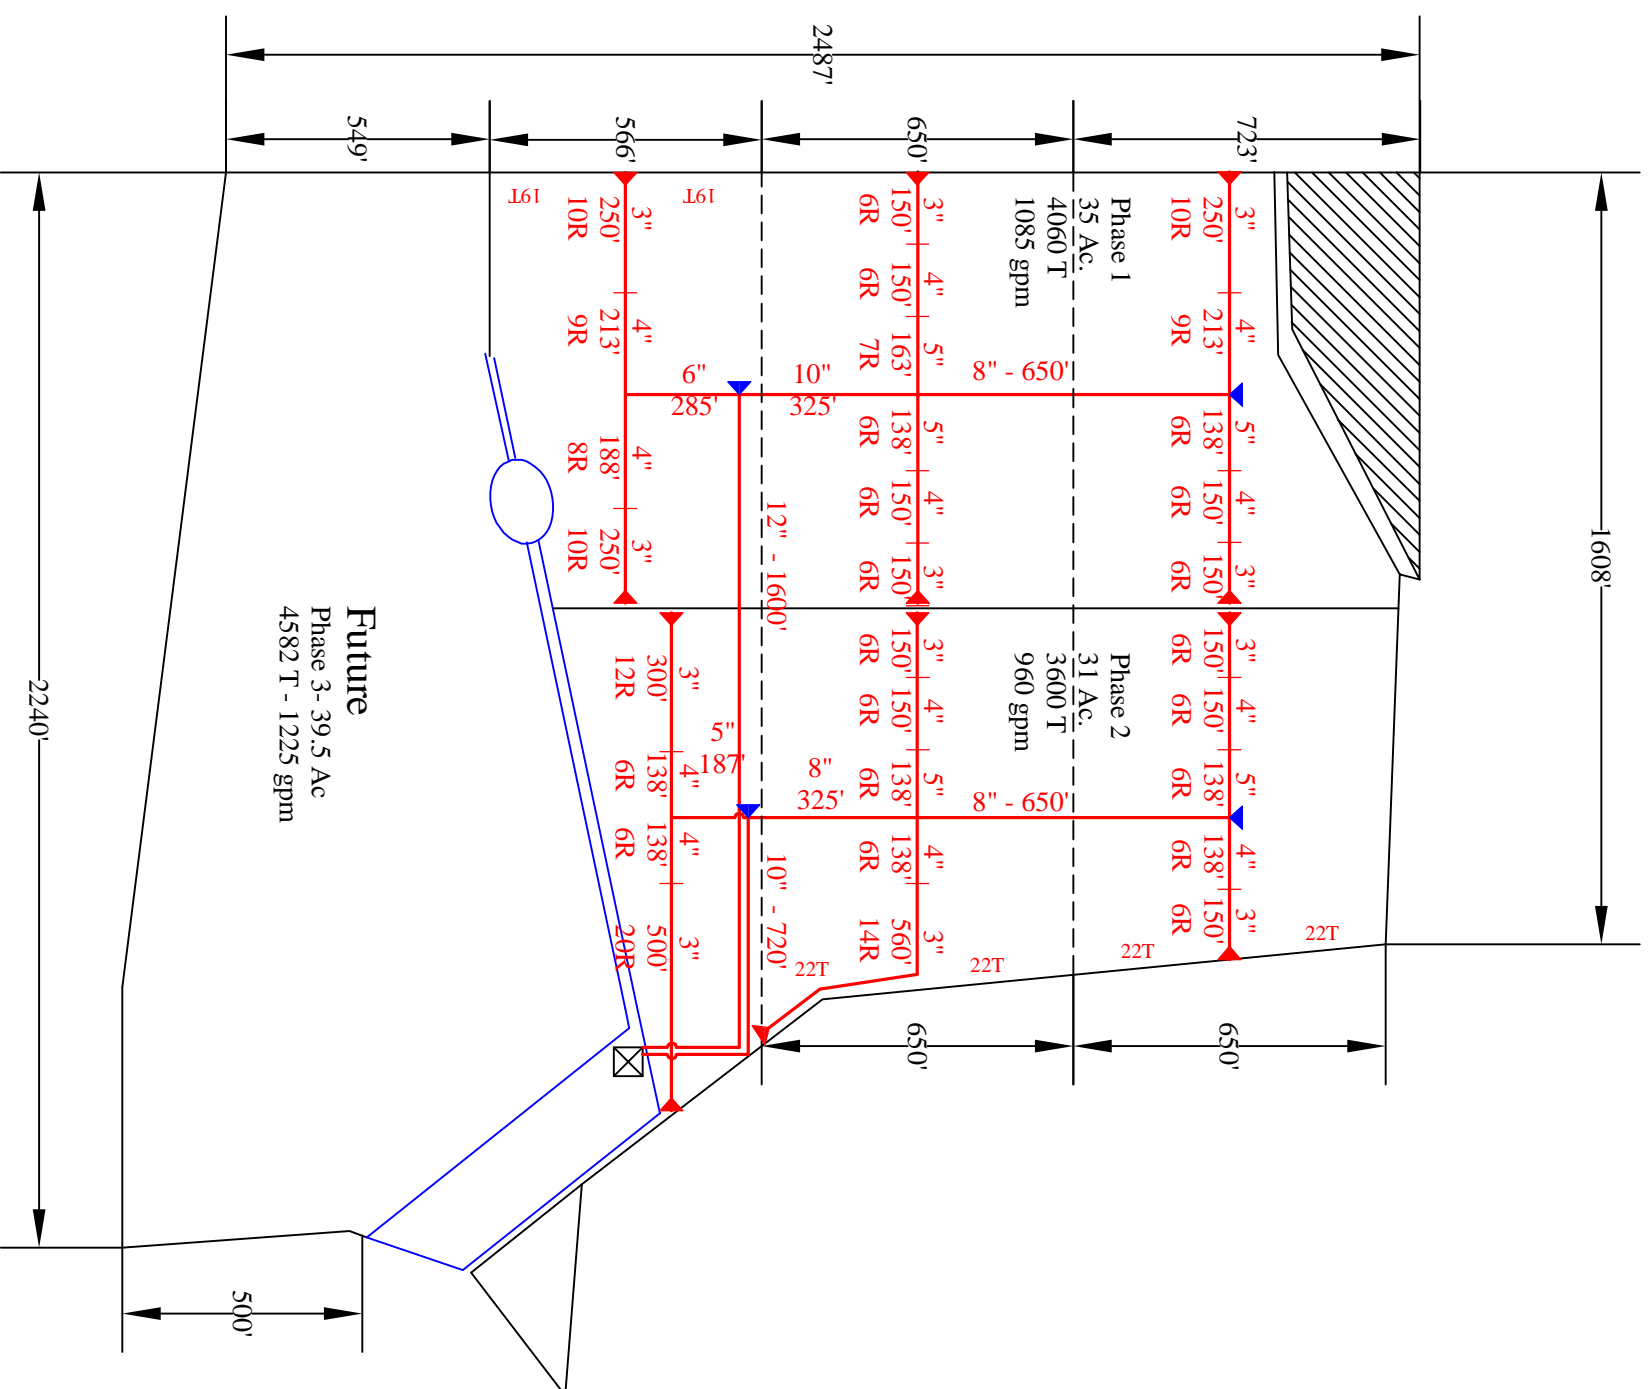 2487'
549'
566'
650'
723'
1608'
2240'
500'
650'
650'
Phase 1
35 Ac.
4060 T
1085 gpm
Phase 2
31 Ac.
3600 T
960 gpm
Future
Phase 3- 39.5 Ac
4582 T - 1225 gpm
3"
250'
10R
4"
213'
9R
5"
138'
6R
4"
150'
6R
3"
150'
6R
3"
150'
6R
4"
150'
6R
5"
138'
6R
4"
138'
6R
3"
150'
6R
3"
150'
6R
4"
150'
6R
5"
163'
7R
5"
138'
6R
4"
150'
6R
3"
150'
6R
3"
150'
6R
4"
150'
6R
5"
138'
6R
4"
138'
6R
3"
560'
14R
3"
250'
10R
4"
213'
9R
4"
188'
8R
3"
250'
10R
3"
300'
12R
4"
138'
6R
4"
138'
6R
3"
500'
20R
19T
19T
6"
285'
10"
325'
8" - 650'
12" - 1600'
5"
187'
8"
325'
8" - 650'
10" - 720'
22T
22T
22T
22T